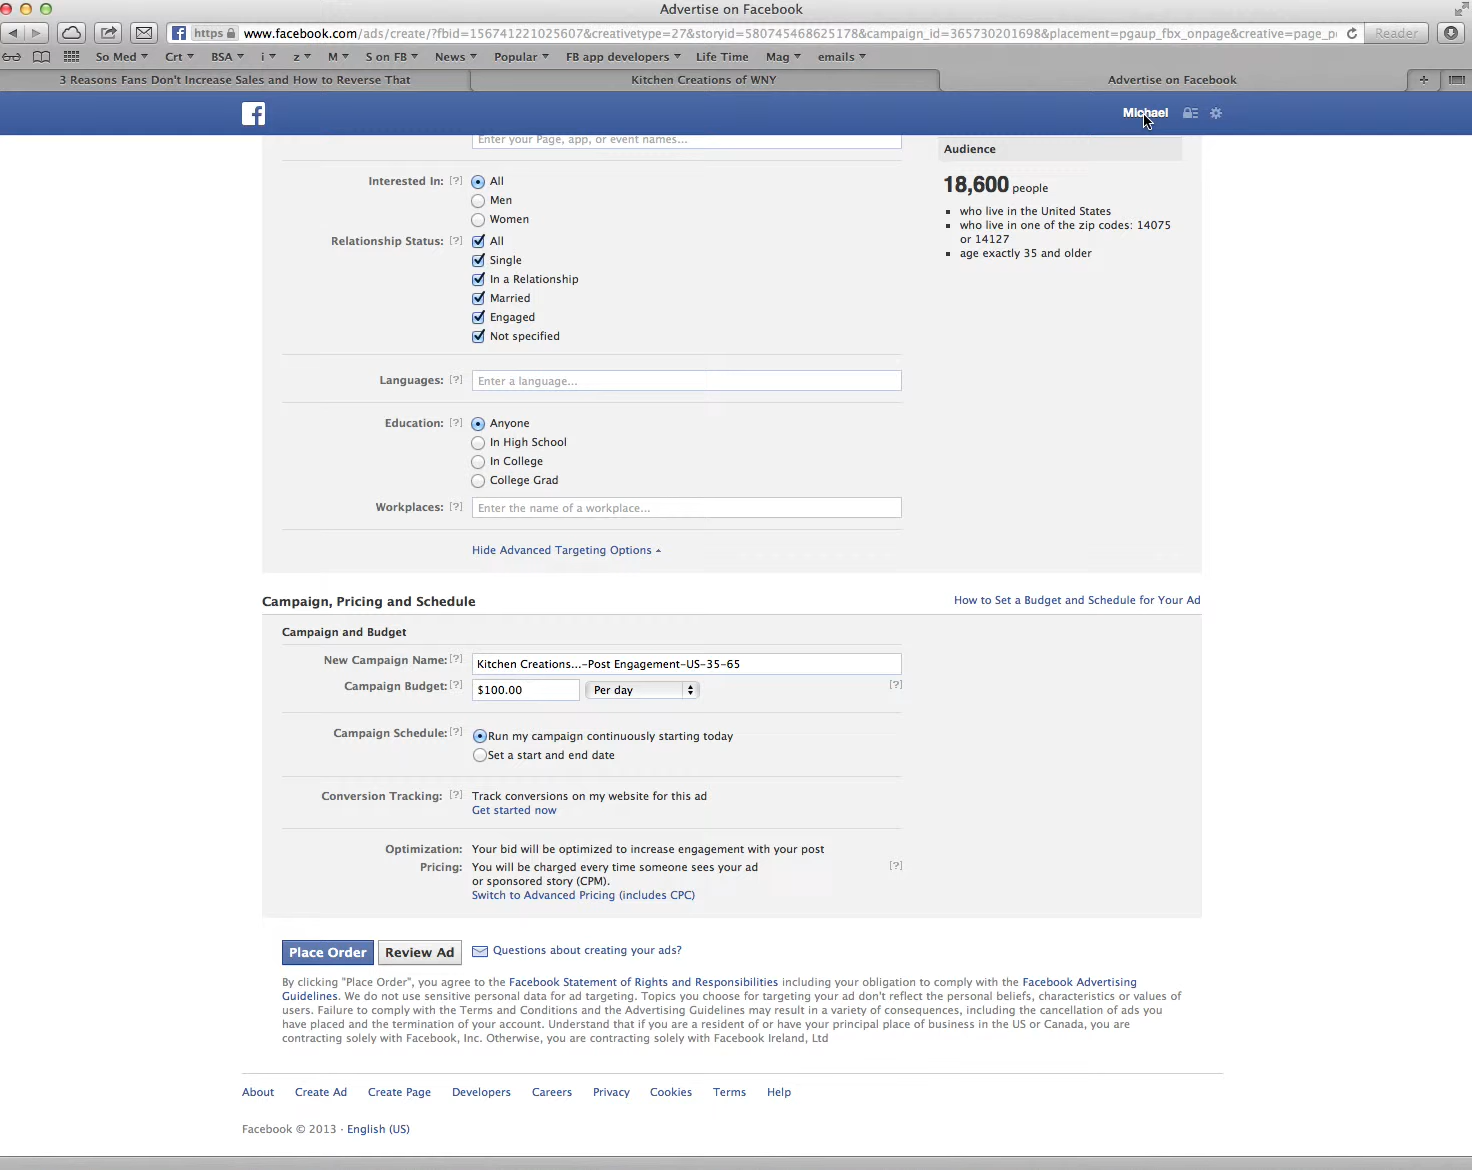 Advertise on Facebook
https www.facebook.com/ads/create/?fbid=156741221025607&creativetype=27&storyid=580745468625178&campaign_id=365730201698&placement=pgaup_fbx_onpage&creative=page_p
Reader
So Med Crt BSA i z M S on FB News Popular FB app developers Life Time Mag emails
3 Reasons Fans Don't Increase Sales and How to Reverse That
Kitchen Creations of WNY
Advertise on Facebook
Michael
Enter your Page, app, or event names...
Audience
18,600 people
who live in the United States
who live in one of the zip codes: 14075
or 14127
age exactly 35 and older
Interested In: [?] All
Men
Women
Relationship Status: [?] All
Single
In a Relationship
Married
Engaged
Not specified
Languages: [?] Enter a language...
Education: [?] Anyone
In High School
In College
College Grad
Workplaces: [?] Enter the name of a workplace...
Hide Advanced Targeting Options
Campaign, Pricing and Schedule
How to Set a Budget and Schedule for Your Ad
Campaign and Budget
New Campaign Name: [?] Kitchen Creations...-Post Engagement-US-35-65
Campaign Budget: [?] $100.00 Per day [?]
Campaign Schedule: [?] Run my campaign continuously starting today
Set a start and end date
Conversion Tracking: [?] Track conversions on my website for this ad
Get started now
Optimization: Your bid will be optimized to increase engagement with your post
Pricing: You will be charged every time someone sees your ad [?]
or sponsored story (CPM).
Switch to Advanced Pricing (includes CPC)
Place Order Review Ad Questions about creating your ads?
By clicking "Place Order", you agree to the Facebook Statement of Rights and Responsibilities including your obligation to comply with the Facebook Advertising
Guidelines. We do not use sensitive personal data for ad targeting. Topics you choose for targeting your ad don't reflect the personal beliefs, characteristics or values of
users. Failure to comply with the Terms and Conditions and the Advertising Guidelines may result in a variety of consequences, including the cancellation of ads you
have placed and the termination of your account. Understand that if you are a resident of or have your principal place of business in the US or Canada, you are
contracting solely with Facebook, Inc. Otherwise, you are contracting solely with Facebook Ireland, Ltd
About Create Ad Create Page Developers Careers Privacy Cookies Terms Help
Facebook © 2013 · English (US)